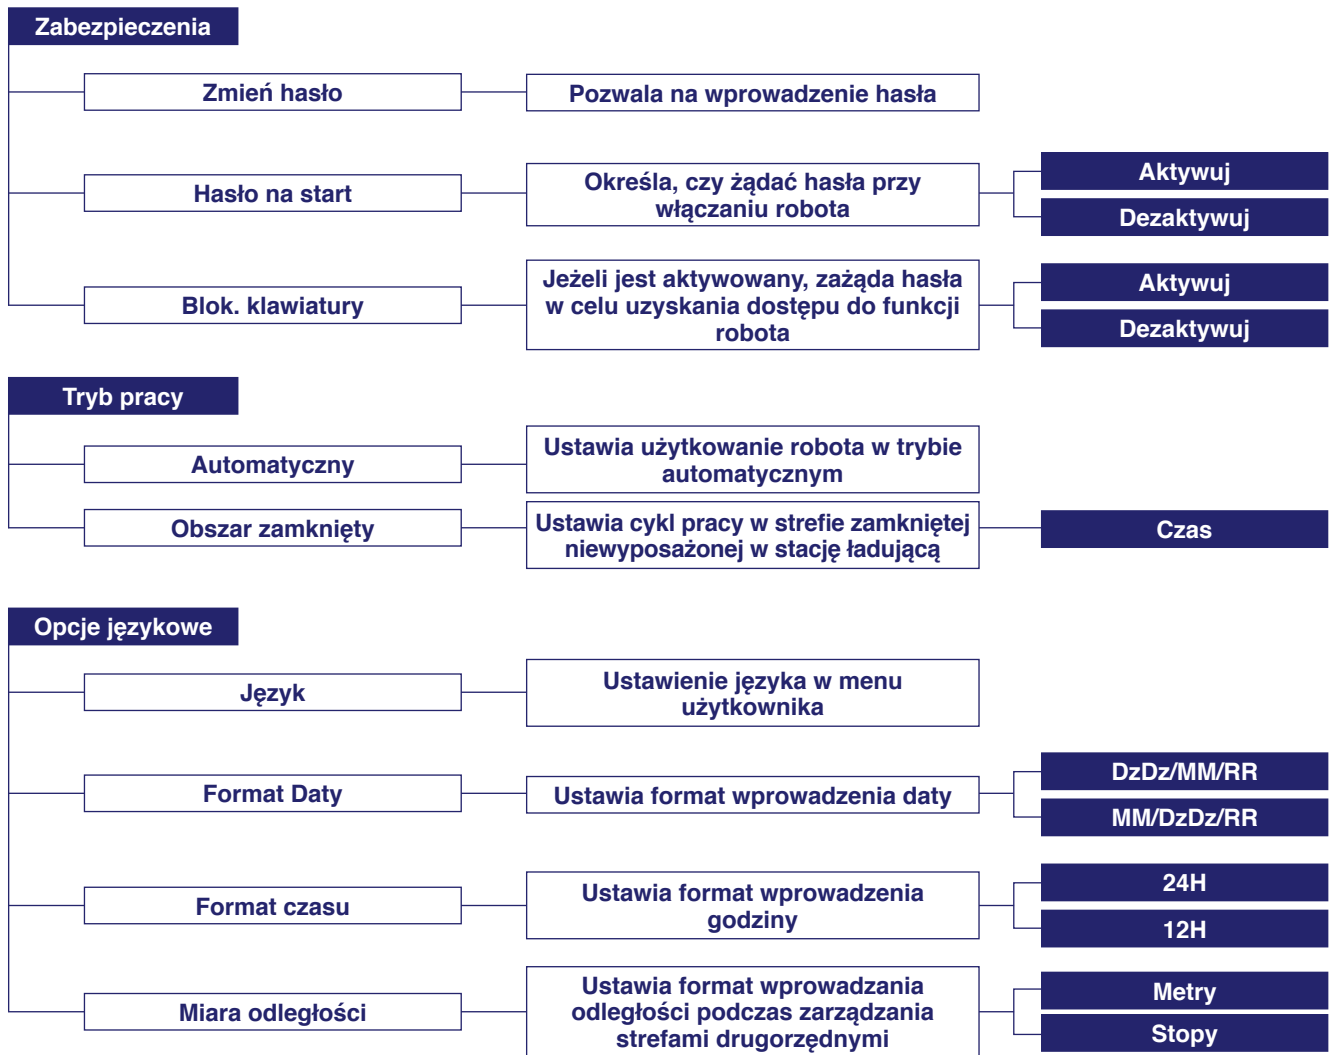 Zabezpieczenia
Zmień hasło
Pozwala na wprowadzenie hasła
Hasło na start
Określa, czy żądać hasła przy
włączaniu robota
Aktywuj
Dezaktywuj
Blok. klawiatury
Jeżeli jest aktywowany, zażąda hasła
w celu uzyskania dostępu do funkcji
robota
Aktywuj
Dezaktywuj
Tryb pracy
Automatyczny
Ustawia użytkowanie robota w trybie
automatycznym
Obszar zamknięty
Ustawia cykl pracy w strefie zamkniętej
niewyposażonej w stację ładującą
Czas
Opcje językowe
Język
Ustawienie języka w menu
użytkownika
Format Daty
Ustawia format wprowadzenia daty
DzDz/MM/RR
MM/DzDz/RR
Format czasu
Ustawia format wprowadzenia
godziny
24H
12H
Miara odległości
Ustawia format wprowadzania
odległości podczas zarządzania
strefami drugorzędnymi
Metry
Stopy